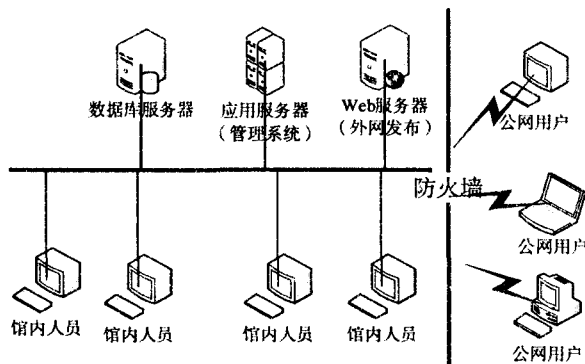 数据库服务器
应用服务器
（管理系统）
Web服务器
（外网发布）
公网用户
防火墙
公网用户
馆内人员
馆内人员
馆内人员
馆内人员
公网用户